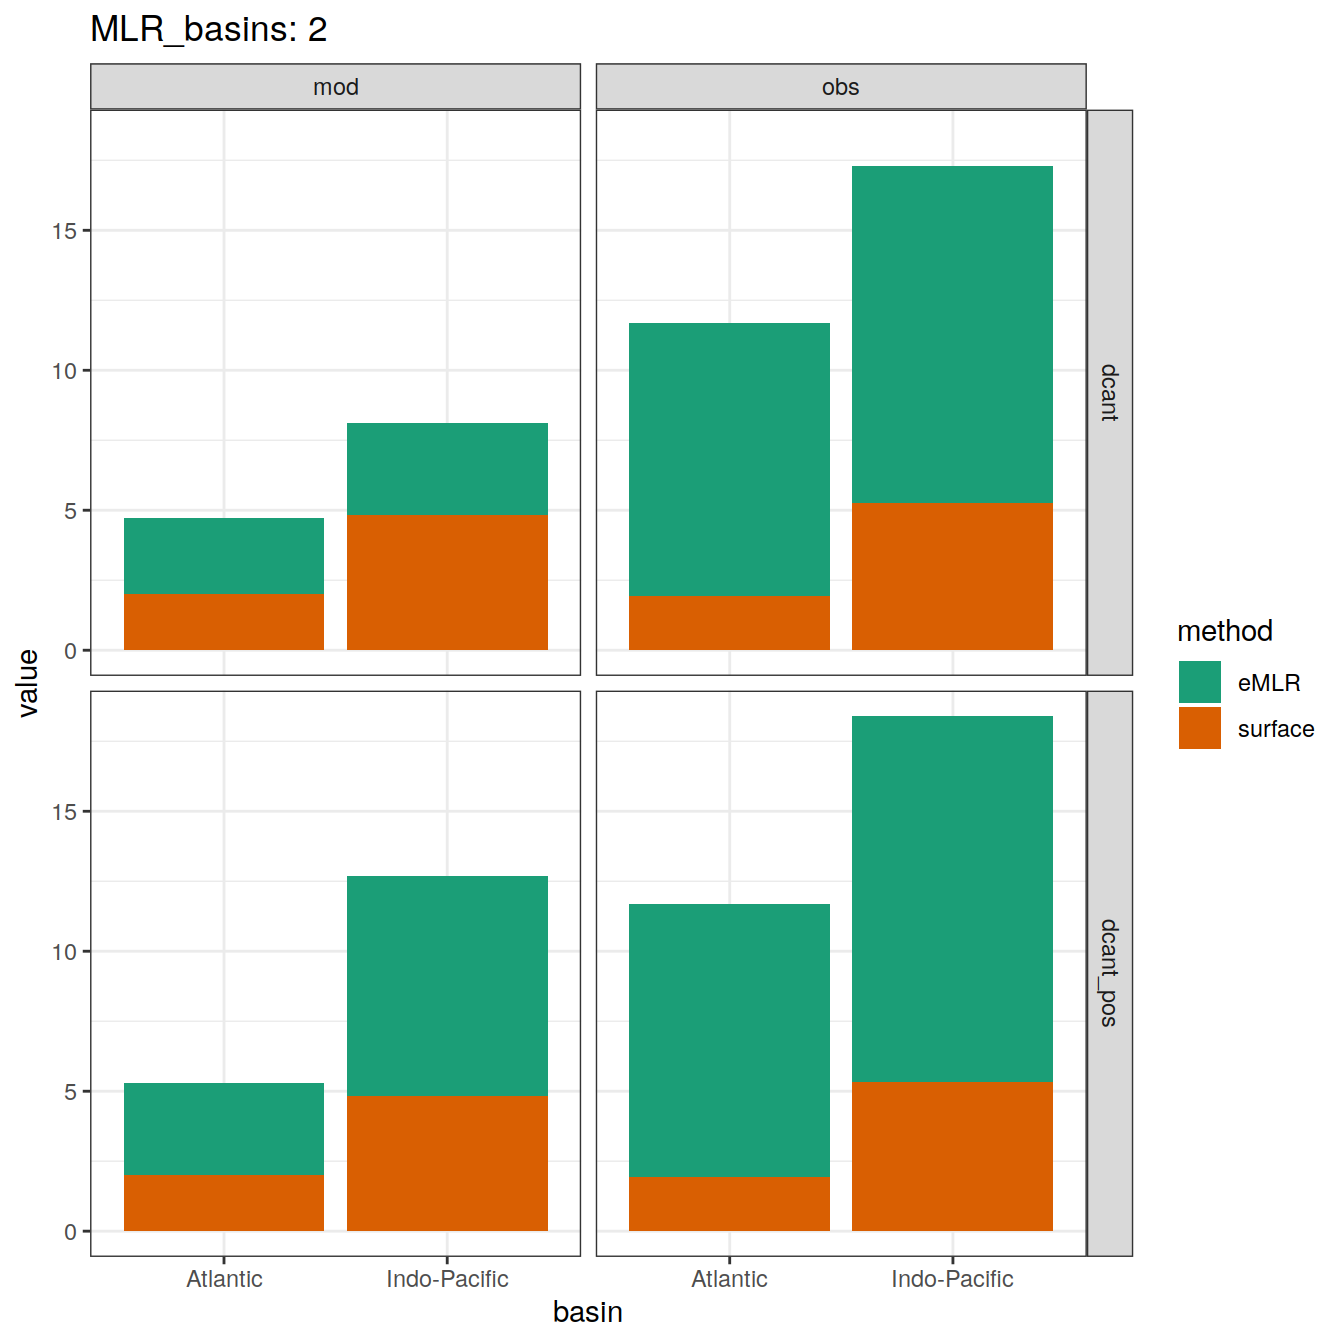 MLR_basins: 2
mod
obs
15
10
5
0
dcant
value
15
10
5
0
dcant_pos
Atlantic
Indo-Pacific
Atlantic
Indo-Pacific
basin
method
eMLR
surface